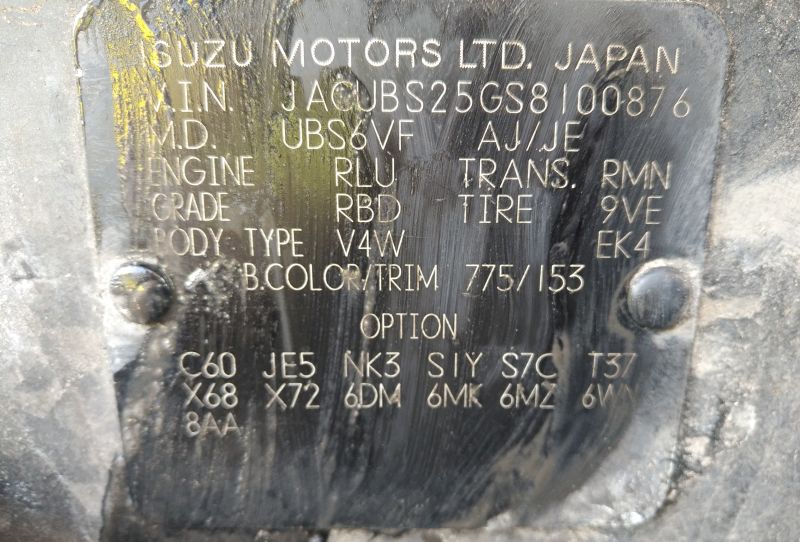 ISUZU MOTORS LTD. JAPAN
V.I.N. JACUBS25GS8100876
M.D. UBS6VF AJ/JE
ENGINE RLU TRANS. RMN
GRADE RBD TIRE 9VE
BODY TYPE V4W EK4
B.COLOR/TRIM 775/153
OPTION
C60 JE5 NK3 S1Y S7C T37
X68 X72 6DM 6MK 6MZ
8AA